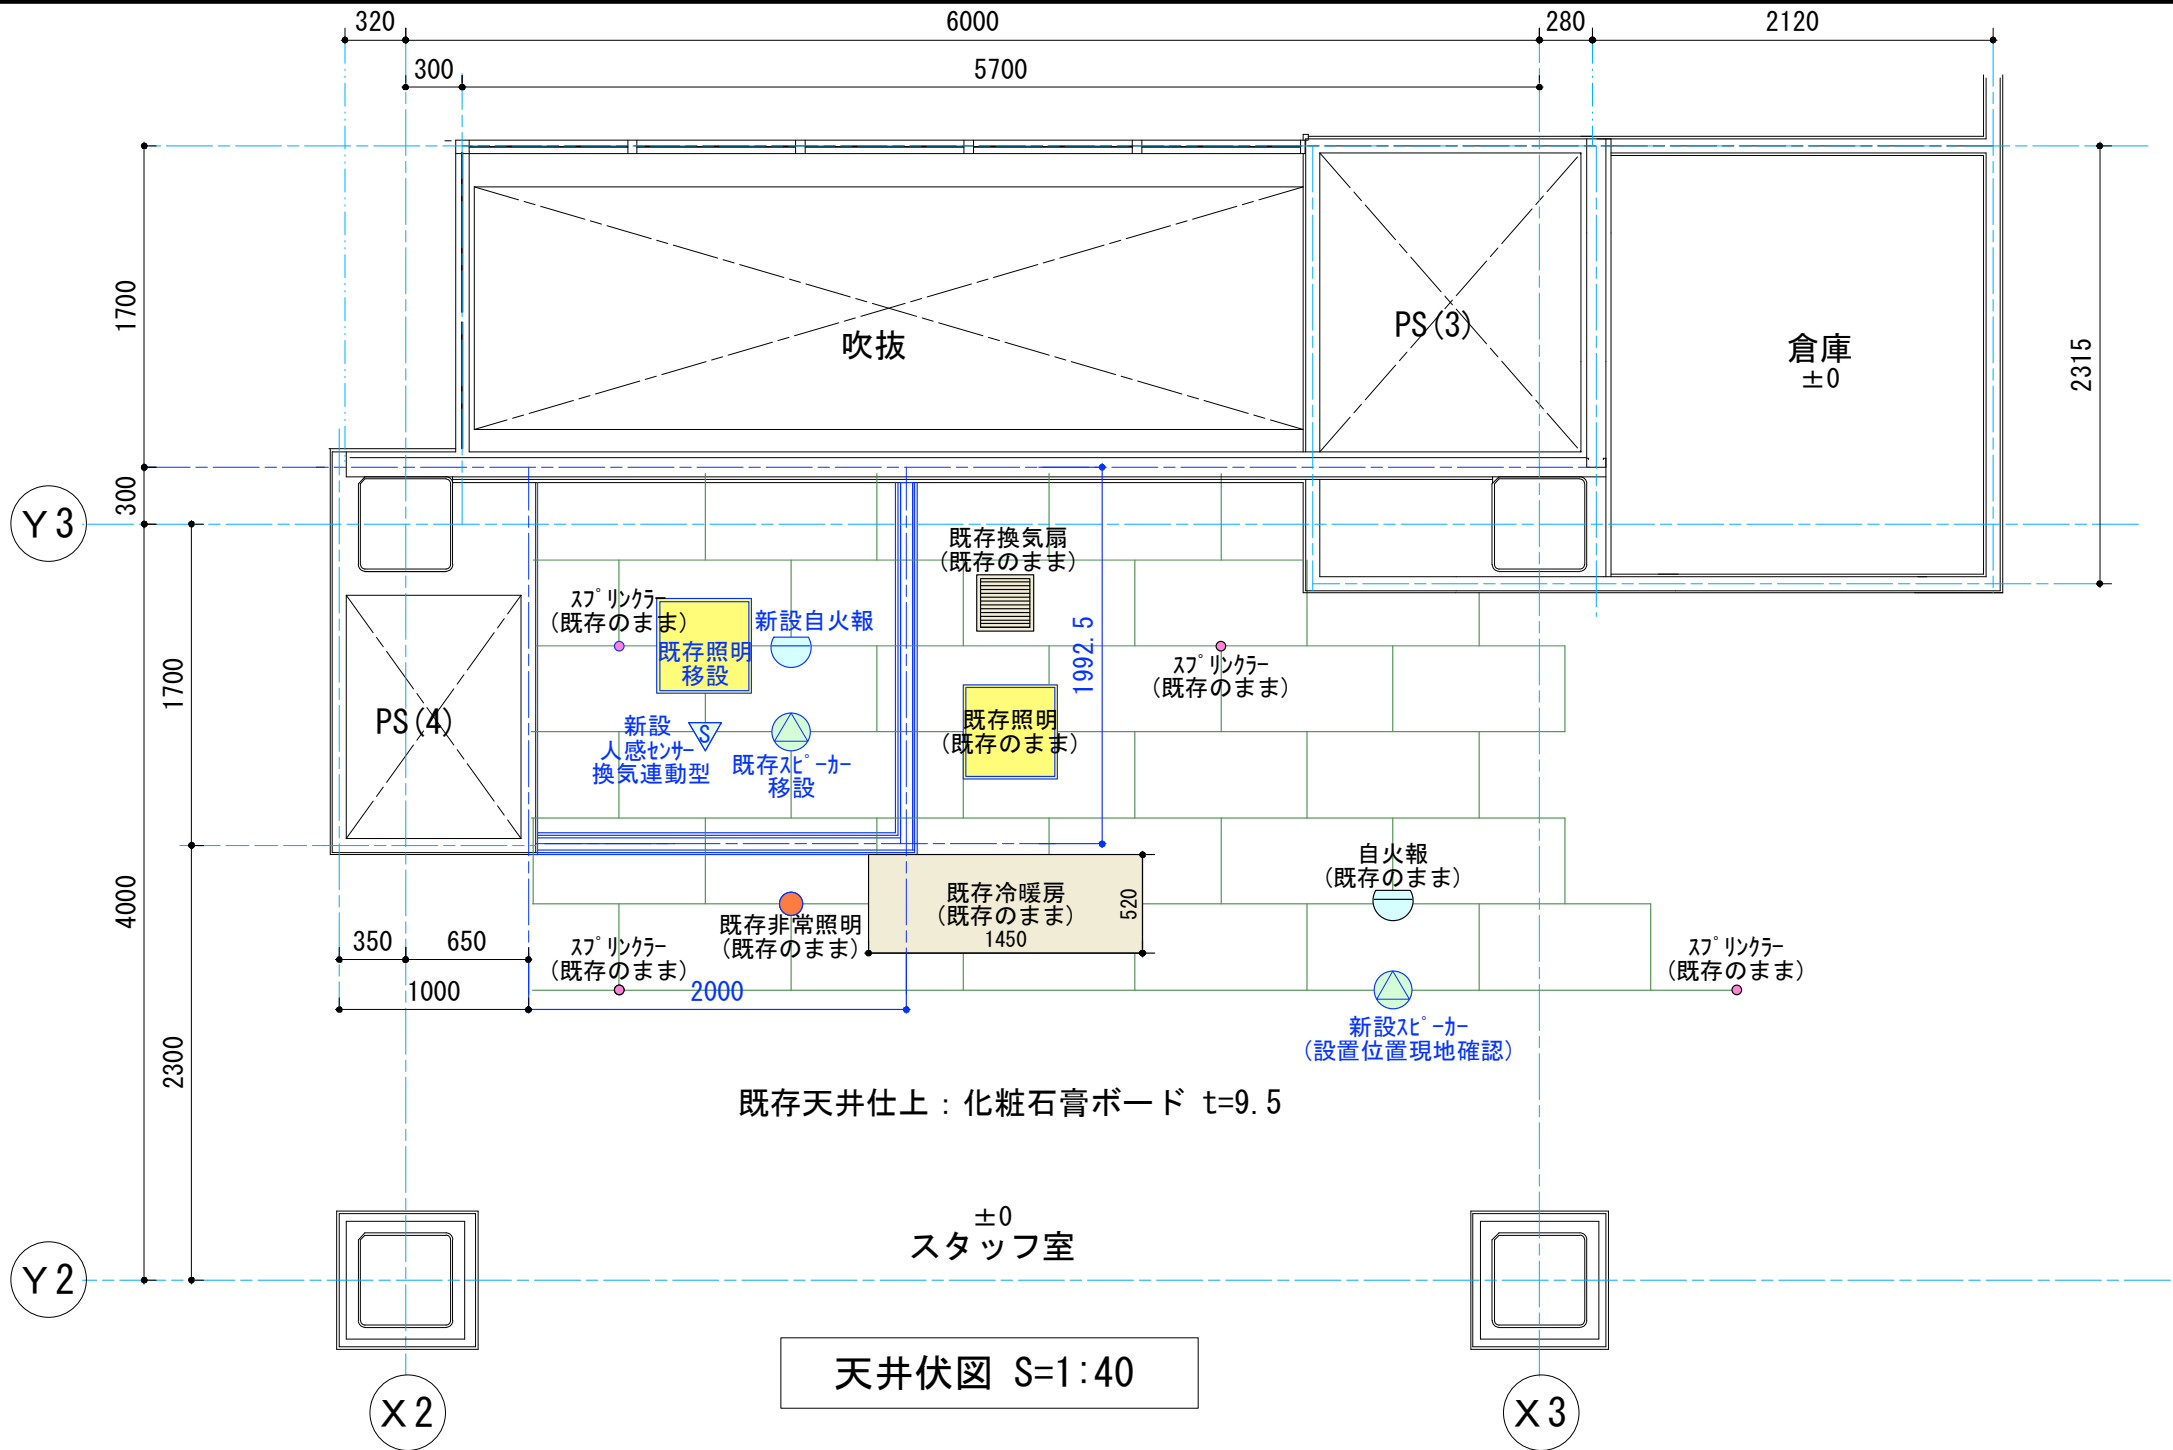 320
6000
280
2120
300
5700
1700
300
吹抜
PS(3)
倉庫
±0
2315
Y3
既存換気扇
(既存のまま)
スプリンクラー
(既存のまま)
新設自火報
既存照明
移設
1992.5
スプリンクラー
(既存のまま)
1700
PS(4)
新設
人感センサー
換気連動型
S
既存スピーカー
移設
既存照明
(既存のまま)
4000
自火報
(既存のまま)
既存冷暖房
(既存のまま)
1450
520
既存非常照明
(既存のまま)
350
650
スプリンクラー
(既存のまま)
スプリンクラー
(既存のまま)
1000
2000
2300
新設スピーカー
(設置位置現地確認)
既存天井仕上：化粧石膏ボード t=9.5
±0
スタッフ室
Y2
天井伏図 S=1:40
X2
X3